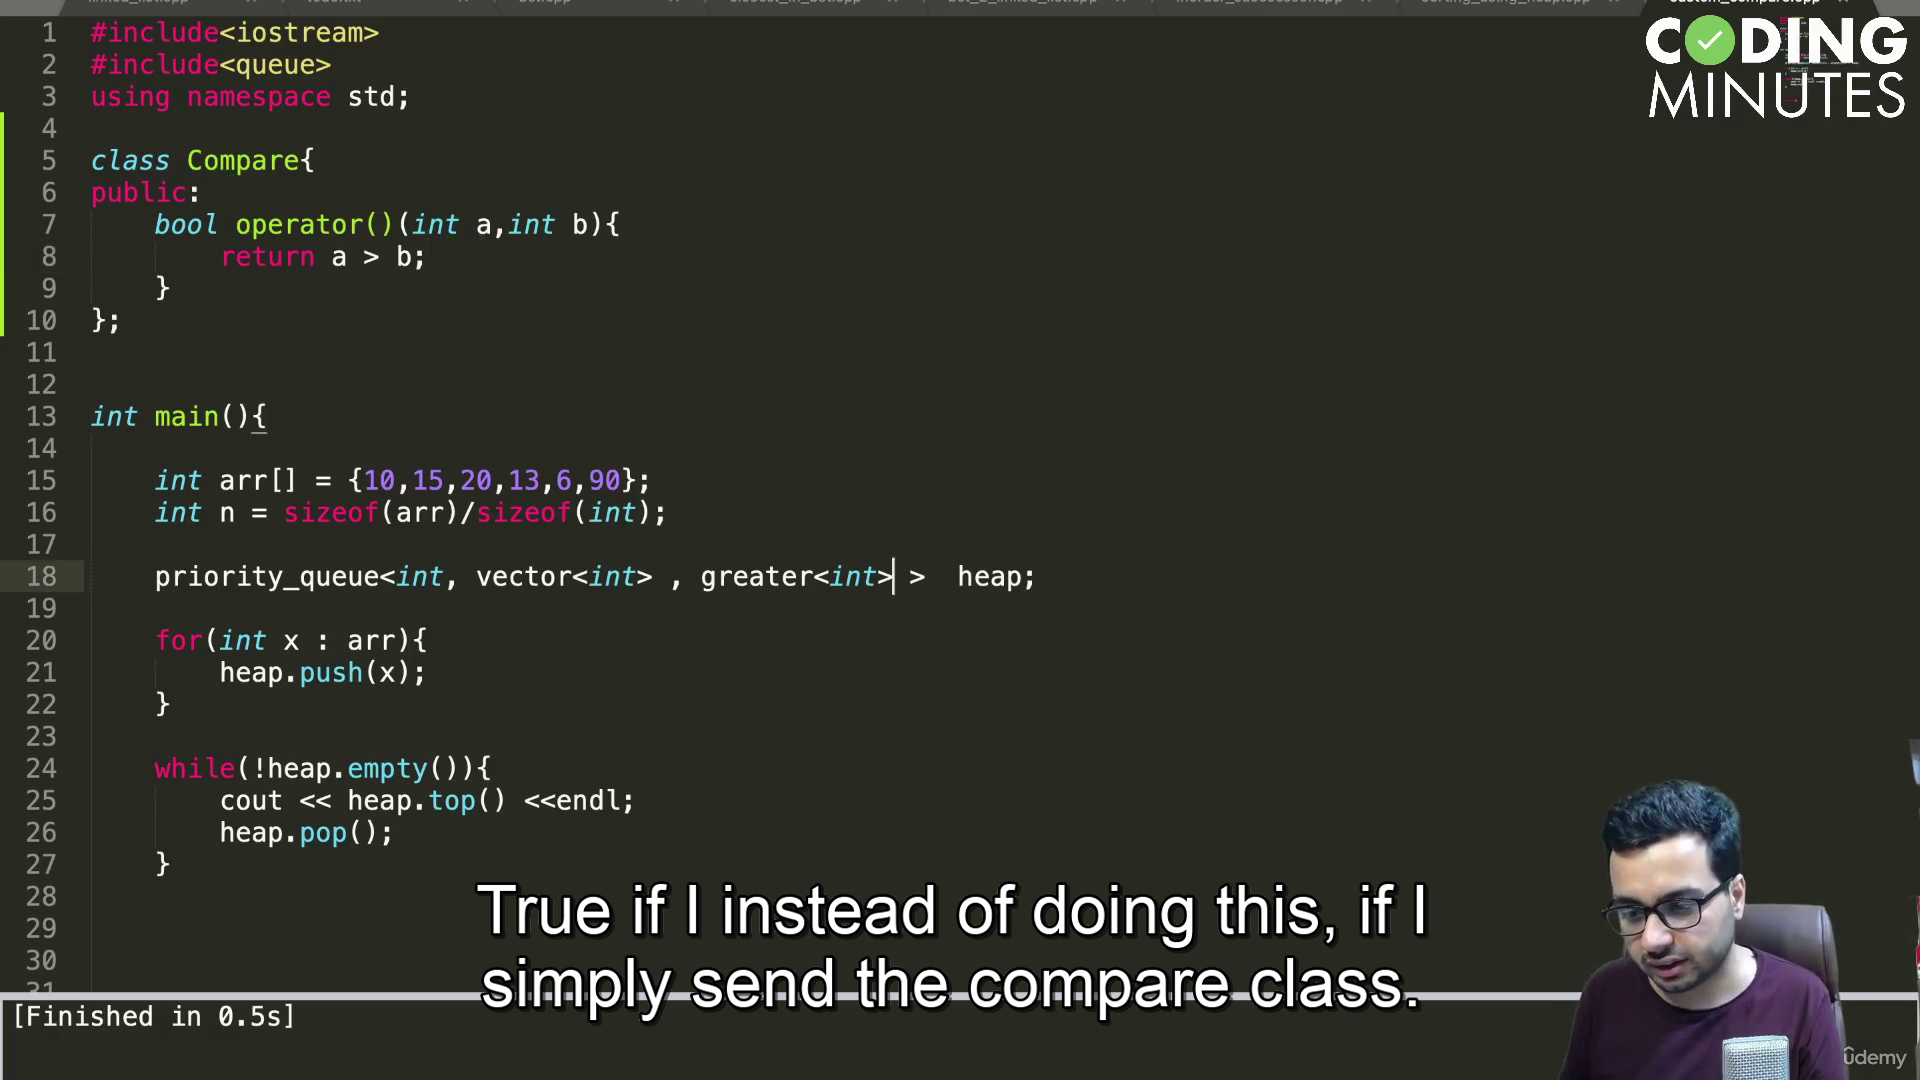 CODING
MINUTES
1 #include<iostream>
2 #include<queue>
3 using namespace std;
4
5 class Compare{
6 public:
7 bool operator()(int a,int b){
8 return a > b;
9 }
10 };
11
12
13 int main(){
14
15 int arr[] = {10,15,20,13,6,90};
16 int n = sizeof(arr)/sizeof(int);
17
18 priority_queue<int, vector<int> , greater<int> >  heap;
19
20 for(int x : arr){
21 heap.push(x);
22 }
23
24 while(!heap.empty()){
25 cout << heap.top() <<endl;
26 heap.pop();
27 }
28
29
30
31
True if I instead of doing this, if I
simply send the compare class.
[Finished in 0.5s]
ûdemy